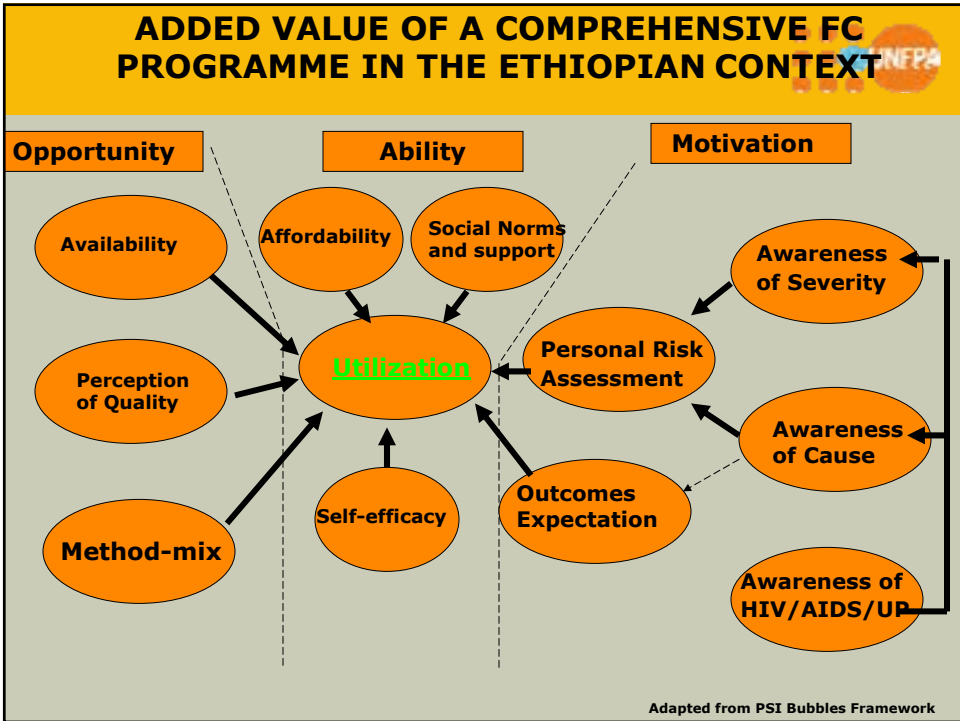 ADDED VALUE OF A COMPREHENSIVE FC
PROGRAMME IN THE ETHIOPIAN CONTEXT
UNFPA
Opportunity
Ability
Motivation
Availability
Affordability
Social Norms
and support
Awareness
of Severity
Perception
of Quality
Utilization
Personal Risk
Assessment
Awareness
of Cause
Method-mix
Self-efficacy
Outcomes
Expectation
Awareness of
HIV/AIDS/UP
Adapted from PSI Bubbles Framework